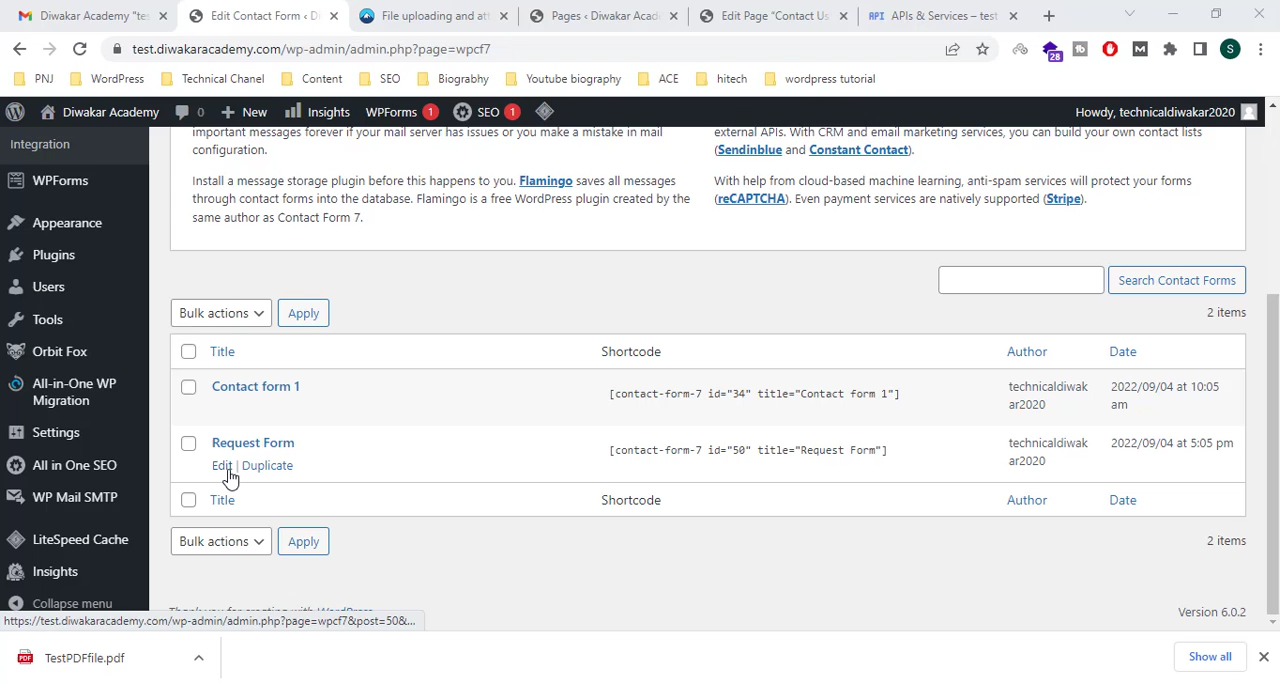 Diwakar Academy "te
Edit Contact Form ‹ D
File uploading and at
Pages ‹ Diwakar Acad
Edit Page "Contact Us
API APIs & Services – test
test.diwakaracademy.com/wp-admin/admin.php?page=wpcf7
28
M
S
PNJ
WordPress
Technical Chanel
Content
SEO
Biograbhy
Youtube biography
ACE
hitech
wordpress tutorial
Diwakar Academy
0
New
Insights
WPForms 1
SEO 1
Howdy, technicaldiwakar2020
Integration
WPForms
Appearance
Plugins
Users
Tools
Orbit Fox
All-in-One WP
Migration
Settings
All in One SEO
WP Mail SMTP
LiteSpeed Cache
Insights
Collapse menu
important messages forever if your mail server has issues or you make a mistake in mail
configuration.
Install a message storage plugin before this happens to you. Flamingo saves all messages
through contact forms into the database. Flamingo is a free WordPress plugin created by the
same author as Contact Form 7.
external APIs. With CRM and email marketing services, you can build your own contact lists
(Sendinblue and Constant Contact).
With help from cloud-based machine learning, anti-spam services will protect your forms
(reCAPTCHA). Even payment services are natively supported (Stripe).
Search Contact Forms
Bulk actions
Apply
2 items
Title
Shortcode
Author
Date
Contact form 1
[contact-form-7 id="34" title="Contact form 1"]
technicaldiwak
ar2020
2022/09/04 at 10:05
am
Request Form
Edit | Duplicate
[contact-form-7 id="50" title="Request Form"]
technicaldiwak
ar2020
2022/09/04 at 5:05 pm
Title
Shortcode
Author
Date
Bulk actions
Apply
2 items
Thank you for creating with WordPress.
Version 6.0.2
https://test.diwakaracademy.com/wp-admin/admin.php?page=wpcf7&post=50&...
PDF
TestPDFfile.pdf
Show all